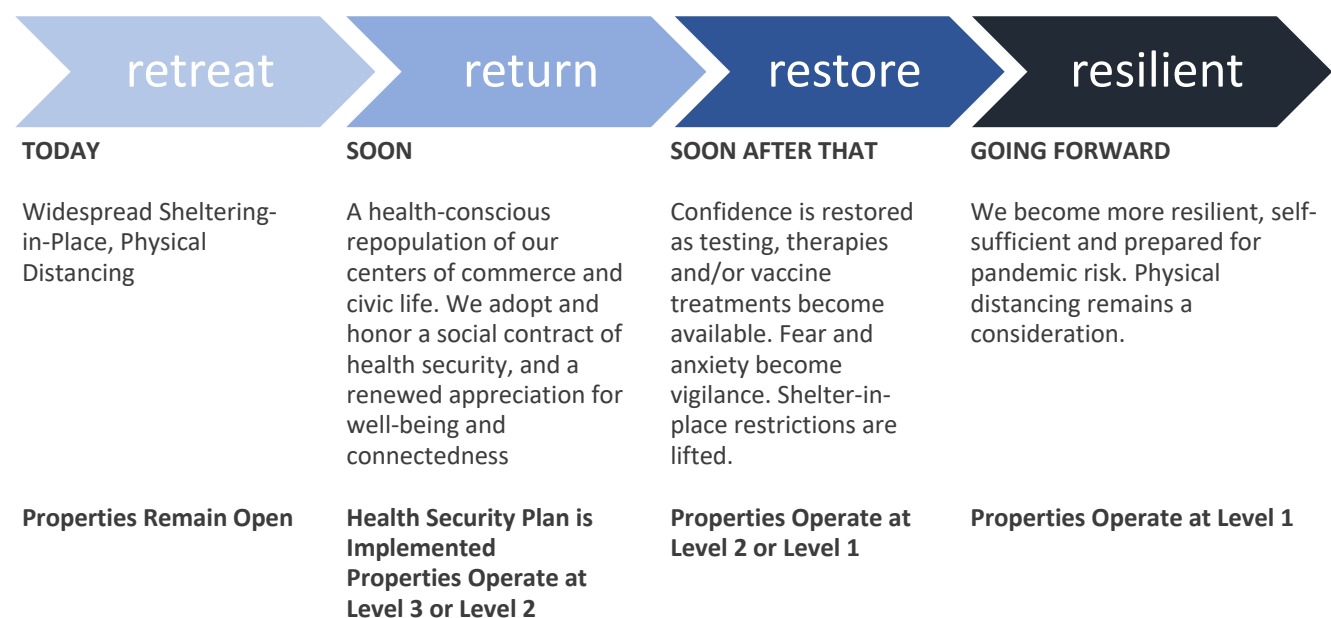 retreat
return
restore
resilient
TODAY
Widespread Sheltering-
in-Place, Physical
Distancing
Properties Remain Open
SOON
A health-conscious
repopulation of our
centers of commerce and
civic life. We adopt and
honor a social contract of
health security, and a
renewed appreciation for
well-being and
connectedness
Health Security Plan is
Implemented
Properties Operate at
Level 3 or Level 2
SOON AFTER THAT
Confidence is restored
as testing, therapies
and/or vaccine
treatments become
available. Fear and
anxiety become
vigilance. Shelter-in-
place restrictions are
lifted.
Properties Operate at
Level 2 or Level 1
GOING FORWARD
We become more resilient, self-
sufficient and prepared for
pandemic risk. Physical
distancing remains a
consideration.
Properties Operate at Level 1